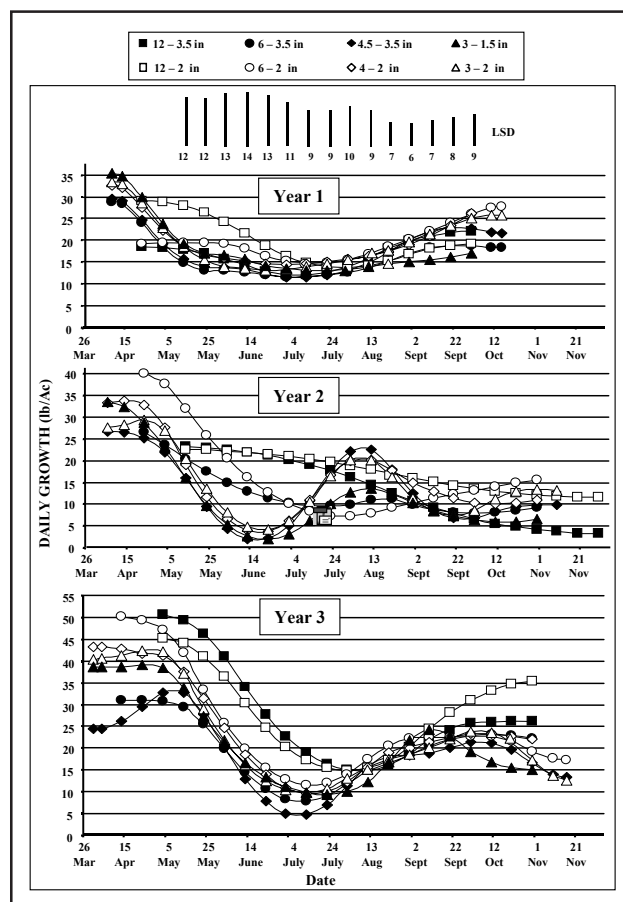 12 – 3.5 in 6 – 3.5 in 4.5 – 3.5 in 3 – 1.5 in
12 – 2 in 6 – 2 in 4 – 2 in 3 – 2 in
LSD
12 12 13 14 13 11 9 9 10 9 7 6 7 8 9
Year 1
35
30
25
20
15
10
5
0
26 15 5 25 14 4 24 13 2 22 12 1 21
Mar Apr May May June July July Aug Sept Sept Oct Nov Nov
Year 2
40
35
30
25
20
15
10
5
0
26 15 5 25 14 4 24 13 2 22 12 1 21
Mar Apr May May June July July Aug Sept Sept Oct Nov Nov
DAILY GROWTH (lb/Ac)
Year 3
55
50
45
40
35
30
25
20
15
10
5
0
26 15 5 25 14 4 24 13 2 22 12 1 21
Mar Apr May May June July July Aug Sept Sept Oct Nov Nov
Date